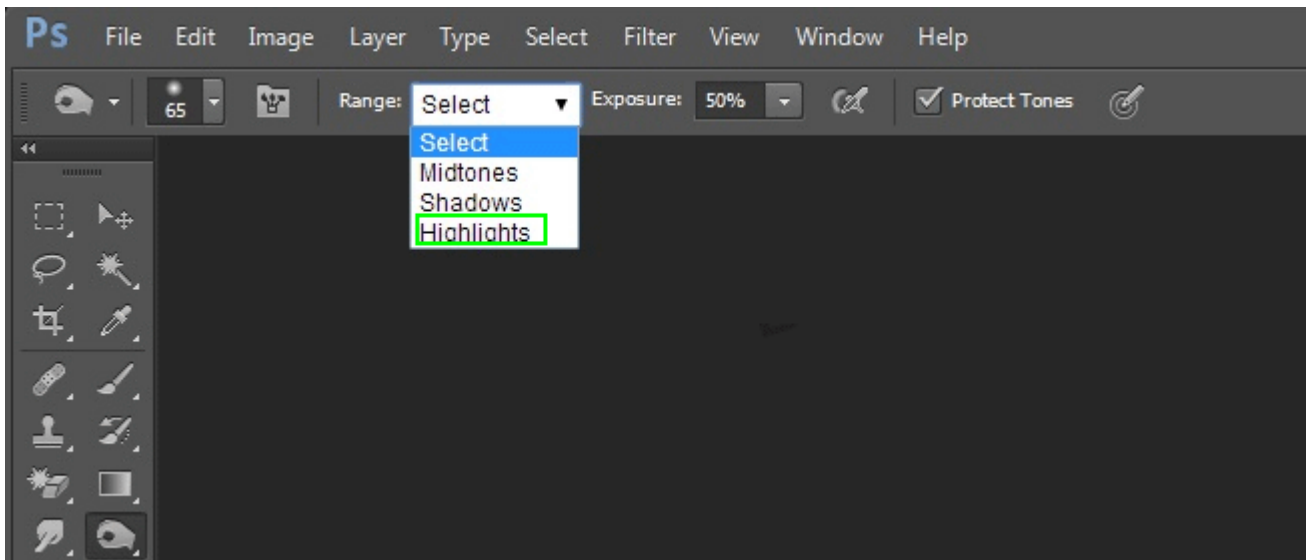 Ps File Edit Image Layer Type Select Filter View Window Help
65 Range: Select Exposure: 50% Protect Tones
Select
Midtones
Shadows
Highlights